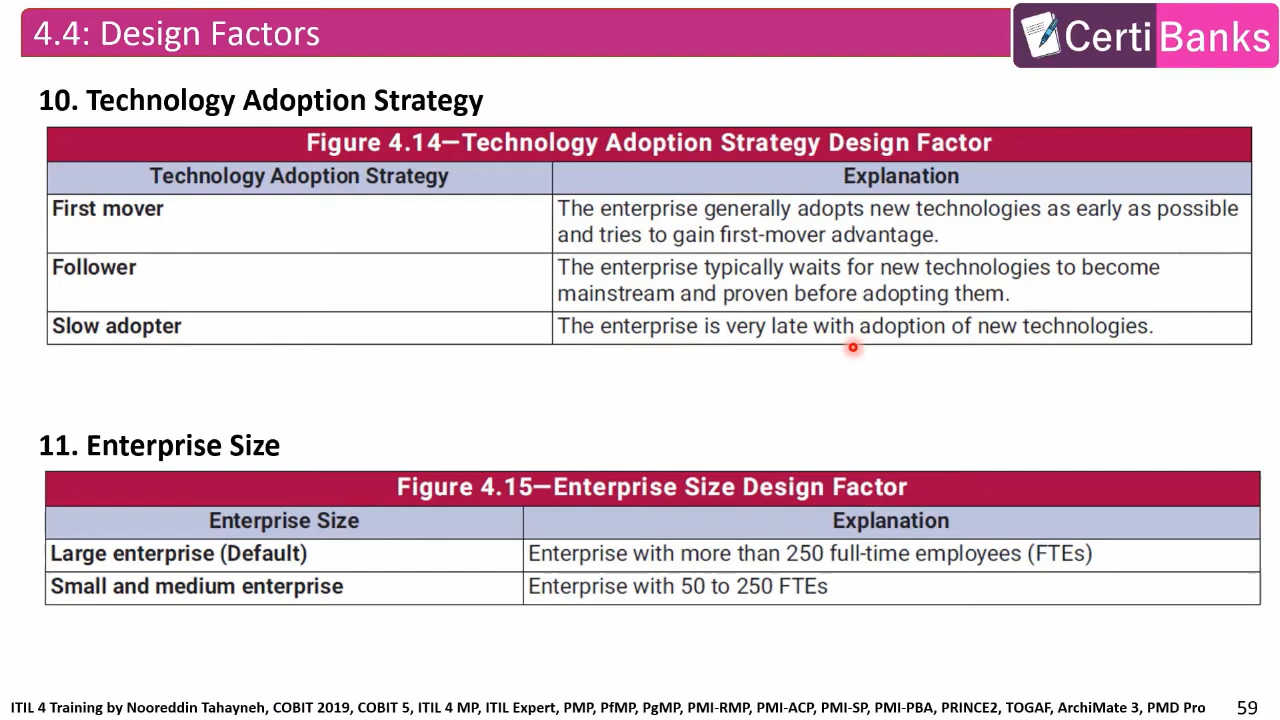 4.4: Design Factors
Certi Banks
10. Technology Adoption Strategy
Figure 4.14—Technology Adoption Strategy Design Factor
Technology Adoption Strategy Explanation
First mover The enterprise generally adopts new technologies as early as possible
and tries to gain first-mover advantage.
Follower The enterprise typically waits for new technologies to become
mainstream and proven before adopting them.
Slow adopter The enterprise is very late with adoption of new technologies.
11. Enterprise Size
Figure 4.15—Enterprise Size Design Factor
Enterprise Size Explanation
Large enterprise (Default) Enterprise with more than 250 full-time employees (FTEs)
Small and medium enterprise Enterprise with 50 to 250 FTEs
ITIL 4 Training by Nooreddin Tahayneh, COBIT 2019, COBIT 5, ITIL 4 MP, ITIL Expert, PMP, PfMP, PgMP, PMI-RMP, PMI-ACP, PMI-SP, PMI-PBA, PRINCE2, TOGAF, ArchiMate 3, PMD Pro 59